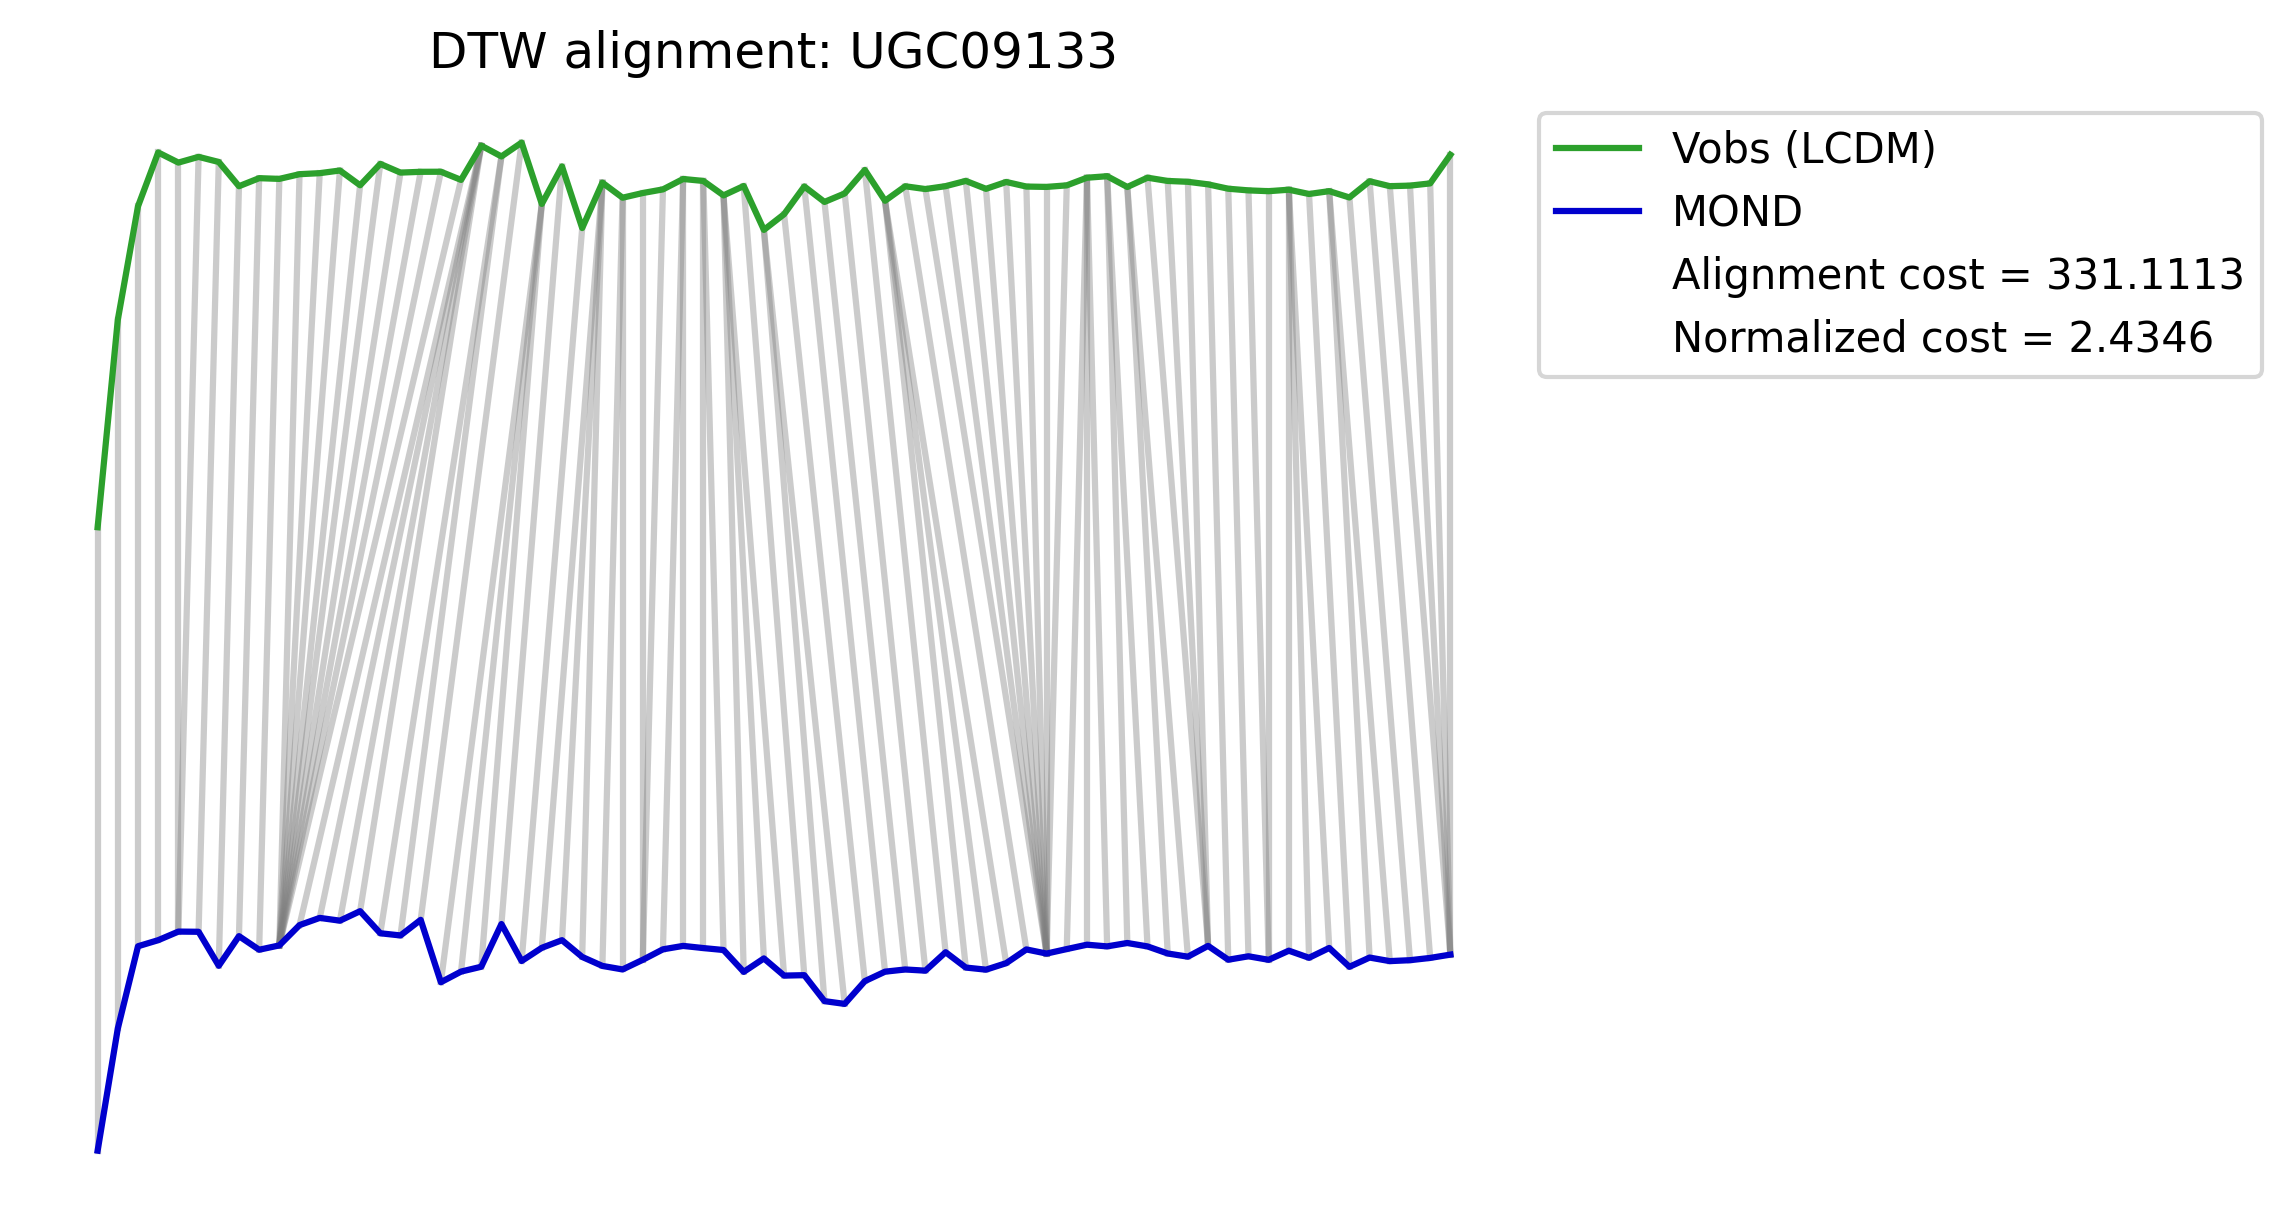 DTW alignment: UGC09133
Vobs (LCDM)
MOND
Alignment cost = 331.1113
Normalized cost = 2.4346